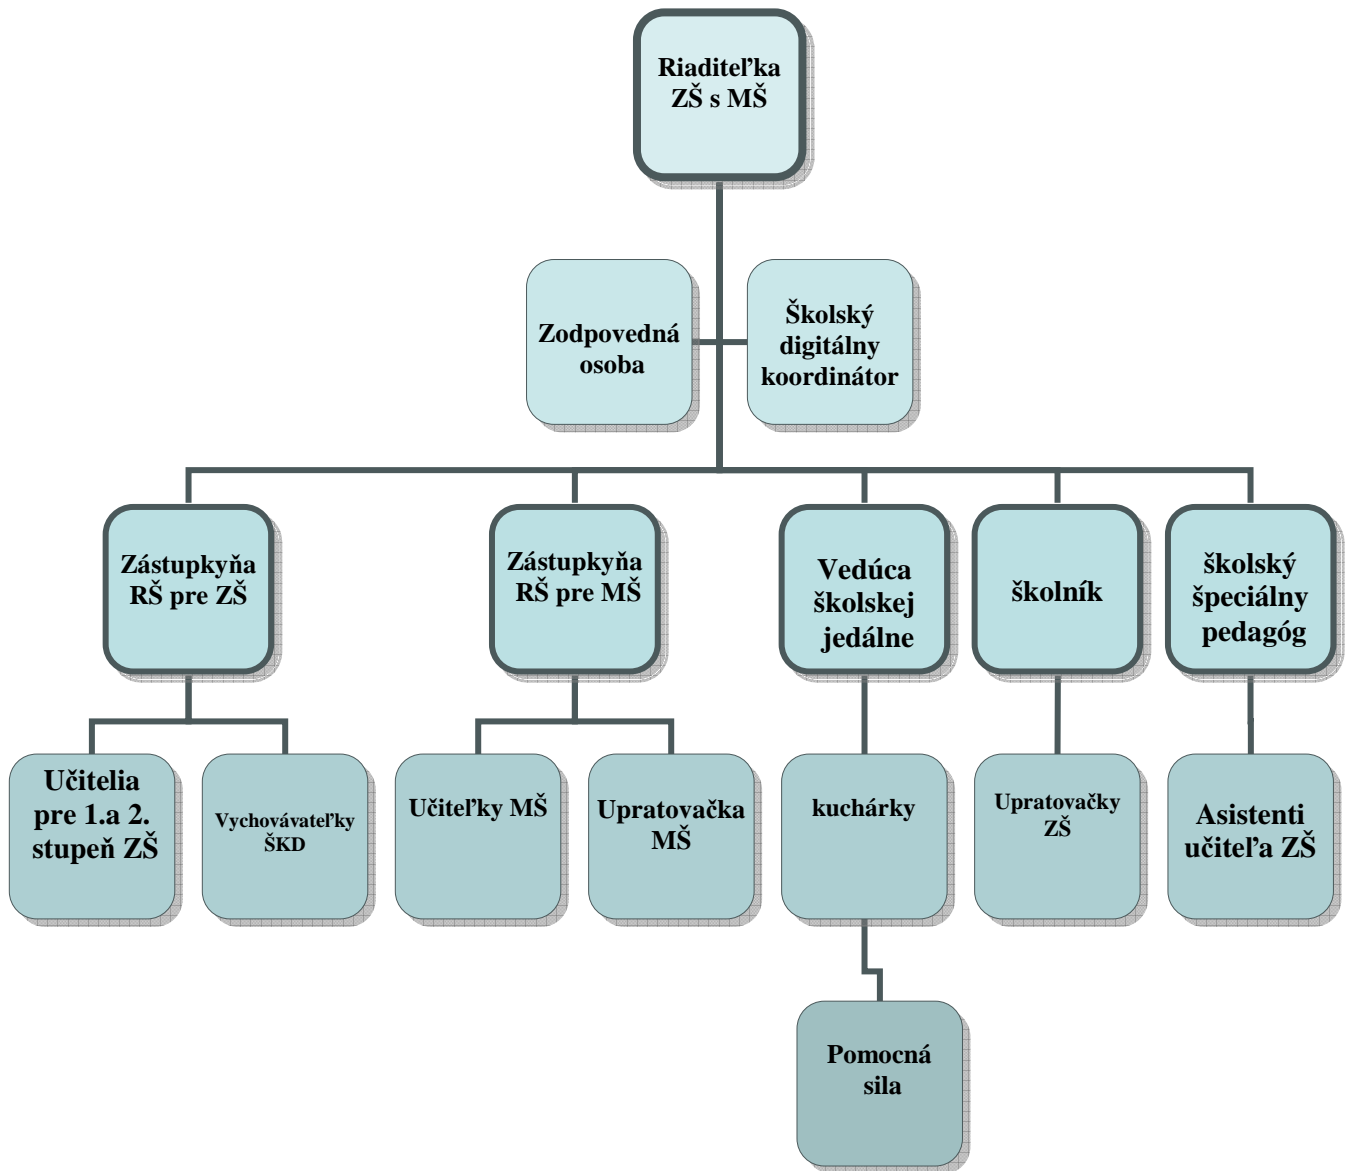 Riaditeľka
ZŠ s MŠ
Zodpovedná
osoba
Školský
digitálny
koordinátor
Zástupkyňa
RŠ pre ZŠ
Zástupkyňa
RŠ pre MŠ
Vedúca
školskej
jedálne
školník
školský
špeciálny
pedagóg
Učitelia
pre 1.a 2.
stupeň ZŠ
Vychovávateľky
ŠKD
Učiteľky MŠ
Upratovačka
MŠ
kuchárky
Upratovačky
ZŠ
Asistenti
učiteľa ZŠ
Pomocná
sila